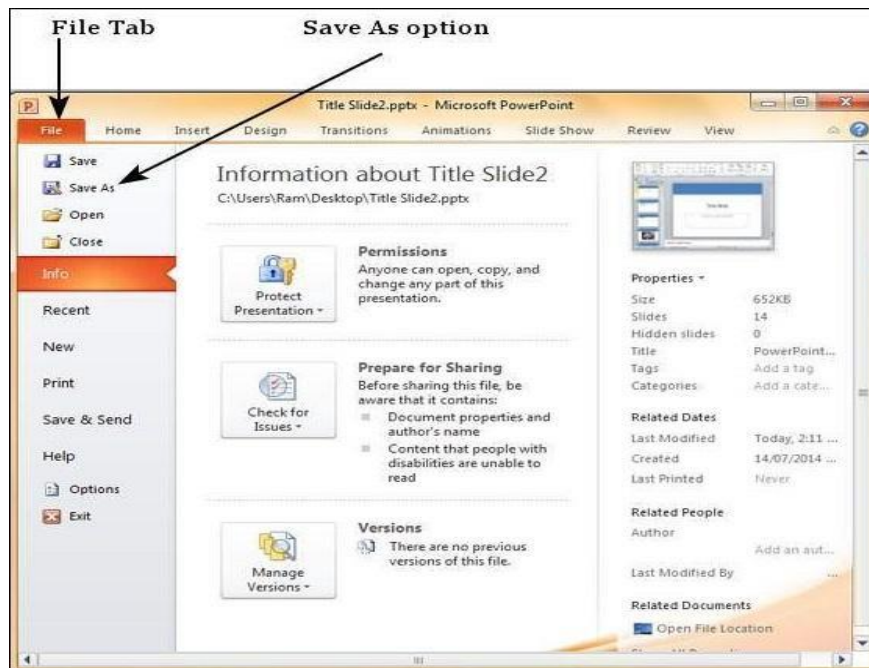 File Tab
Save As option
Title Slide2.pptx - Microsoft PowerPoint
File Home Insert Design Transitions Animations Slide Show Review View
Save
Save As
Open
Close
Info
Recent
New
Print
Save & Send
Help
Options
Exit
Information about Title Slide2
C:\Users\Ram\Desktop\Title Slide2.pptx
Protect
Presentation
Permissions
Anyone can open, copy, and
change any part of this
presentation.
Check for
Issues
Prepare for Sharing
Before sharing this file, be
aware that it contains:
Document properties and
author's name
Content that people with
disabilities are unable to
read
Manage
Versions
Versions
There are no previous
versions of this file.
Properties
Size 652KB
Slides 14
Hidden slides 0
Title PowerPoint...
Tags Add a tag
Categories Add a cate...
Related Dates
Last Modified Today, 2:11 ...
Created 14/07/2014 ...
Last Printed Never
Related People
Author
Add an aut...
Last Modified By ...
Related Documents
Open File Location